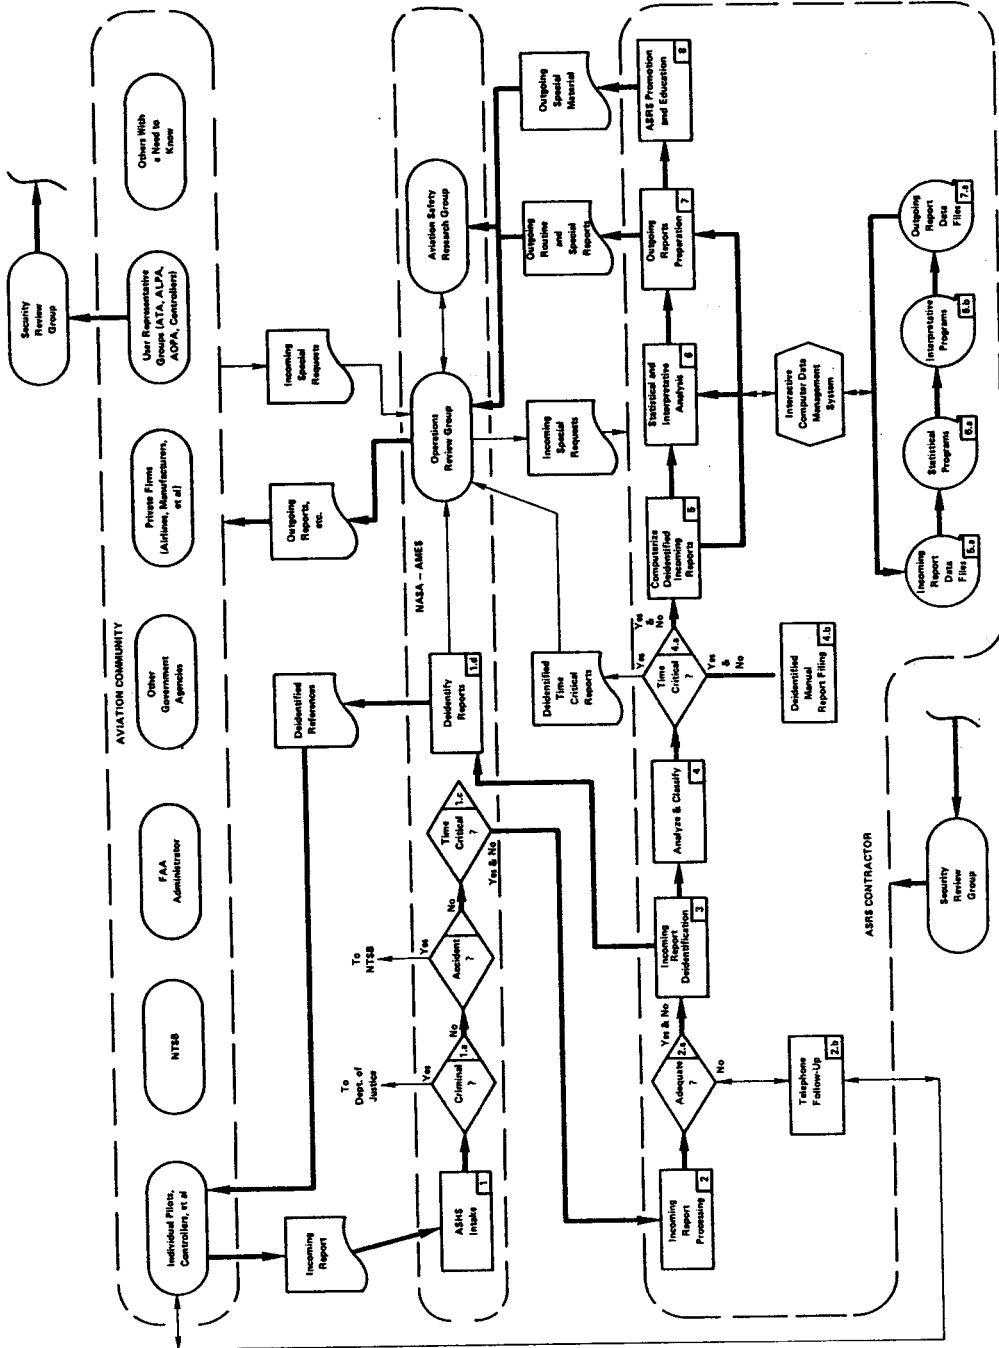 Security
Review
Group
AVIATION COMMUNITY
Individual Pilots,
Controllers, et al
NTSB
FAA
Administrator
Other
Government
Agencies
Private Firms
(Airlines, Manufacturers,
et al)
User Representative
Groups (ATA, ALPA,
AOPA, Controllers)
Others With
a Need to
Know
Incoming
Report
Deidentified
References
Outgoing
Reports,
etc.
Incoming
Special
Requests
To
Dept. of
Justice
To
NTSB
NASA – AMES
ASHS
Intake
1
Criminal
?
1.a
Yes
No
Accident
?
Yes
No
Time
Critical
?
1.c
Yes & No
Deidentify
Reports
1.d
Operations
Review Group
Aviation Safety
Research Group
Deidentified
Time
Critical Reports
Incoming
Special
Requests
Outgoing
Routine
and
Special Reports
Outgoing
Special
Material
Incoming
Report
Processing
2
Adequate
?
2.a
Yes & No
No
Incoming
Report
Deidentification
3
Analyze & Classify
4
Time
Critical
?
4.a
Yes
Yes
&
No
Yes
&
No
Computerize
Deidentified
Incoming
Reports
5
Statistical and
Interpretive
Analysis
6
Outgoing
Reports
Preparation
7
ASRS Promotion
and Education
8
Telephone
Follow-Up
2.b
Deidentified
Manual
Report Filing
4.b
Interactive
Computer Data
Management
System
ASRS CONTRACTOR
Security
Review
Group
Incoming
Report
Data
Files
5.a
Statistical
Programs
6.a
Interpretative
Programs
6.b
Outgoing
Report Data
Files
7.a